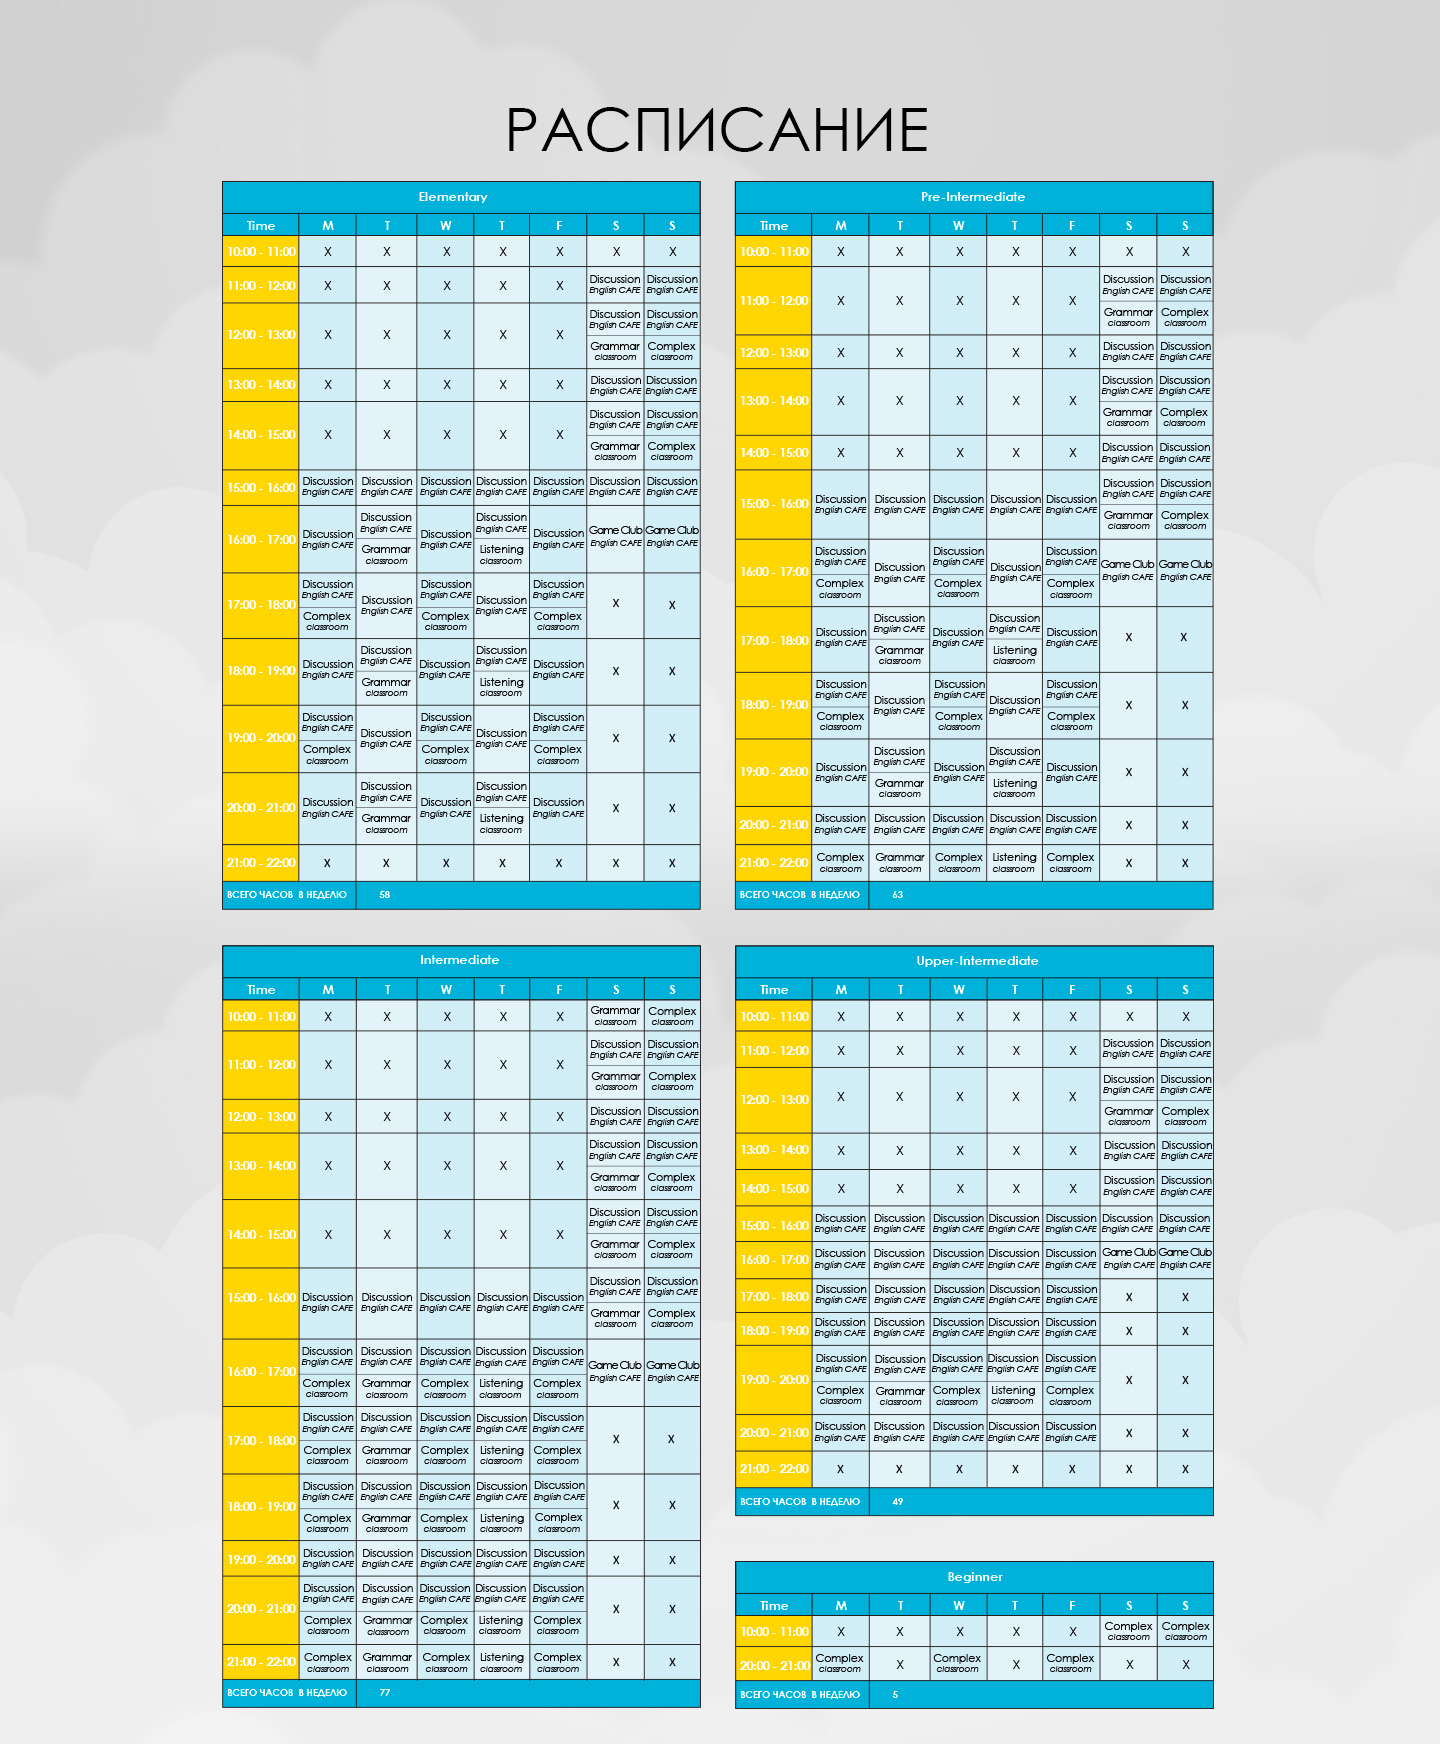 РАСПИСАНИЕ
Elementary
Time M T W T F S S
10:00 - 11:00 X X X X X X X
11:00 - 12:00 X X X X X Discussion Discussion
English CAFE English CAFE
12:00 - 13:00 X X X X X Discussion Discussion
English CAFE English CAFE
Grammar Complex
classroom classroom
13:00 - 14:00 X X X X X Discussion Discussion
English CAFE English CAFE
14:00 - 15:00 X X X X X Discussion Discussion
English CAFE English CAFE
Grammar Complex
classroom classroom
15:00 - 16:00 Discussion Discussion Discussion Discussion Discussion Discussion Discussion
English CAFE English CAFE English CAFE English CAFE English CAFE English CAFE English CAFE
16:00 - 17:00 Discussion Discussion Discussion Discussion Discussion Game Club Game Club
English CAFE English CAFE English CAFE English CAFE English CAFE English CAFE English CAFE
Grammar Listening
classroom classroom
17:00 - 18:00 Discussion Discussion Discussion Discussion Discussion X X
English CAFE English CAFE English CAFE English CAFE English CAFE
Complex Complex Complex
classroom classroom classroom
18:00 - 19:00 Discussion Discussion Discussion Discussion Discussion X X
English CAFE English CAFE English CAFE English CAFE English CAFE
Grammar Listening
classroom classroom
19:00 - 20:00 Discussion Discussion Discussion Discussion Discussion X X
English CAFE English CAFE English CAFE English CAFE English CAFE
Complex Complex Complex
classroom classroom classroom
20:00 - 21:00 Discussion Discussion Discussion Discussion Discussion X X
English CAFE English CAFE English CAFE English CAFE English CAFE
Grammar Listening
classroom classroom
21:00 - 22:00 X X X X X X X
ВСЕГО ЧАСОВ В НЕДЕЛЮ 58
Pre-Intermediate
Time M T W T F S S
10:00 - 11:00 X X X X X X X
11:00 - 12:00 X X X X X Discussion Discussion
English CAFE English CAFE
Grammar Complex
classroom classroom
12:00 - 13:00 X X X X X Discussion Discussion
English CAFE English CAFE
13:00 - 14:00 X X X X X Discussion Discussion
English CAFE English CAFE
Grammar Complex
classroom classroom
14:00 - 15:00 X X X X X Discussion Discussion
English CAFE English CAFE
15:00 - 16:00 Discussion Discussion Discussion Discussion Discussion Discussion Discussion
English CAFE English CAFE English CAFE English CAFE English CAFE English CAFE English CAFE
Grammar Complex
classroom classroom
16:00 - 17:00 Discussion Discussion Discussion Discussion Discussion Game Club Game Club
English CAFE English CAFE English CAFE English CAFE English CAFE English CAFE English CAFE
Complex Complex Complex
classroom classroom classroom
17:00 - 18:00 Discussion Discussion Discussion Discussion Discussion X X
English CAFE English CAFE English CAFE English CAFE English CAFE
Grammar Listening
classroom classroom
18:00 - 19:00 Discussion Discussion Discussion Discussion Discussion X X
English CAFE English CAFE English CAFE English CAFE English CAFE
Complex Complex Complex
classroom classroom classroom
19:00 - 20:00 Discussion Discussion Discussion Discussion Discussion X X
English CAFE English CAFE English CAFE English CAFE English CAFE
Grammar Listening
classroom classroom
20:00 - 21:00 Discussion Discussion Discussion Discussion Discussion X X
English CAFE English CAFE English CAFE English CAFE English CAFE
21:00 - 22:00 Complex Grammar Complex Listening Complex X X
classroom classroom classroom classroom classroom
ВСЕГО ЧАСОВ В НЕДЕЛЮ 63
Intermediate
Time M T W T F S S
10:00 - 11:00 X X X X X Grammar Complex
classroom classroom
11:00 - 12:00 X X X X X Discussion Discussion
English CAFE English CAFE
Grammar Complex
classroom classroom
12:00 - 13:00 X X X X X Discussion Discussion
English CAFE English CAFE
13:00 - 14:00 X X X X X Discussion Discussion
English CAFE English CAFE
Grammar Complex
classroom classroom
14:00 - 15:00 X X X X X Discussion Discussion
English CAFE English CAFE
Grammar Complex
classroom classroom
15:00 - 16:00 Discussion Discussion Discussion Discussion Discussion Discussion Discussion
English CAFE English CAFE English CAFE English CAFE English CAFE English CAFE English CAFE
Grammar Complex
classroom classroom
16:00 - 17:00 Discussion Discussion Discussion Discussion Discussion Game Club Game Club
English CAFE English CAFE English CAFE English CAFE English CAFE English CAFE English CAFE
Complex Grammar Complex Listening Complex
classroom classroom classroom classroom classroom
17:00 - 18:00 Discussion Discussion Discussion Discussion Discussion X X
English CAFE English CAFE English CAFE English CAFE English CAFE
Complex Grammar Complex Listening Complex
classroom classroom classroom classroom classroom
18:00 - 19:00 Discussion Discussion Discussion Discussion Discussion X X
English CAFE English CAFE English CAFE English CAFE English CAFE
Complex Grammar Complex Listening Complex
classroom classroom classroom classroom classroom
19:00 - 20:00 Discussion Discussion Discussion Discussion Discussion X X
English CAFE English CAFE English CAFE English CAFE English CAFE
20:00 - 21:00 Discussion Discussion Discussion Discussion Discussion X X
English CAFE English CAFE English CAFE English CAFE English CAFE
Complex Grammar Complex Listening Complex
classroom classroom classroom classroom classroom
21:00 - 22:00 Complex Grammar Complex Listening Complex X X
classroom classroom classroom classroom classroom
ВСЕГО ЧАСОВ В НЕДЕЛЮ 77
Upper-Intermediate
Time M T W T F S S
10:00 - 11:00 X X X X X X X
11:00 - 12:00 X X X X X Discussion Discussion
English CAFE English CAFE
12:00 - 13:00 X X X X X Discussion Discussion
English CAFE English CAFE
Grammar Complex
classroom classroom
13:00 - 14:00 X X X X X Discussion Discussion
English CAFE English CAFE
14:00 - 15:00 X X X X X Discussion Discussion
English CAFE English CAFE
15:00 - 16:00 Discussion Discussion Discussion Discussion Discussion Discussion Discussion
English CAFE English CAFE English CAFE English CAFE English CAFE English CAFE English CAFE
16:00 - 17:00 Discussion Discussion Discussion Discussion Discussion Game Club Game Club
English CAFE English CAFE English CAFE English CAFE English CAFE English CAFE English CAFE
17:00 - 18:00 Discussion Discussion Discussion Discussion Discussion X X
English CAFE English CAFE English CAFE English CAFE English CAFE
18:00 - 19:00 Discussion Discussion Discussion Discussion Discussion X X
English CAFE English CAFE English CAFE English CAFE English CAFE
19:00 - 20:00 Discussion Discussion Discussion Discussion Discussion X X
English CAFE English CAFE English CAFE English CAFE English CAFE
Complex Grammar Complex Listening Complex
classroom classroom classroom classroom classroom
20:00 - 21:00 Discussion Discussion Discussion Discussion Discussion X X
English CAFE English CAFE English CAFE English CAFE English CAFE
21:00 - 22:00 X X X X X X X
ВСЕГО ЧАСОВ В НЕДЕЛЮ 49
Beginner
Time M T W T F S S
10:00 - 11:00 X X X X X Complex Complex
classroom classroom
20:00 - 21:00 Complex X Complex X Complex X X
classroom classroom classroom
ВСЕГО ЧАСОВ В НЕДЕЛЮ 5